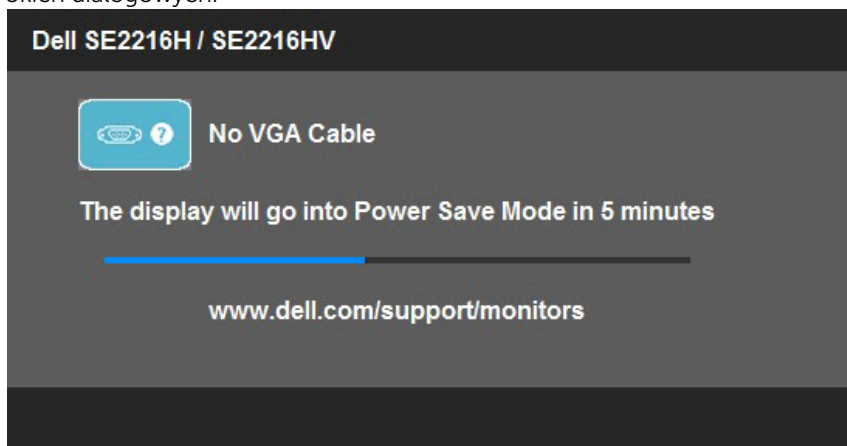 Dell SE2216H / SE2216HV
No VGA Cable
The display will go into Power Save Mode in 5 minutes
www.dell.com/support/monitors